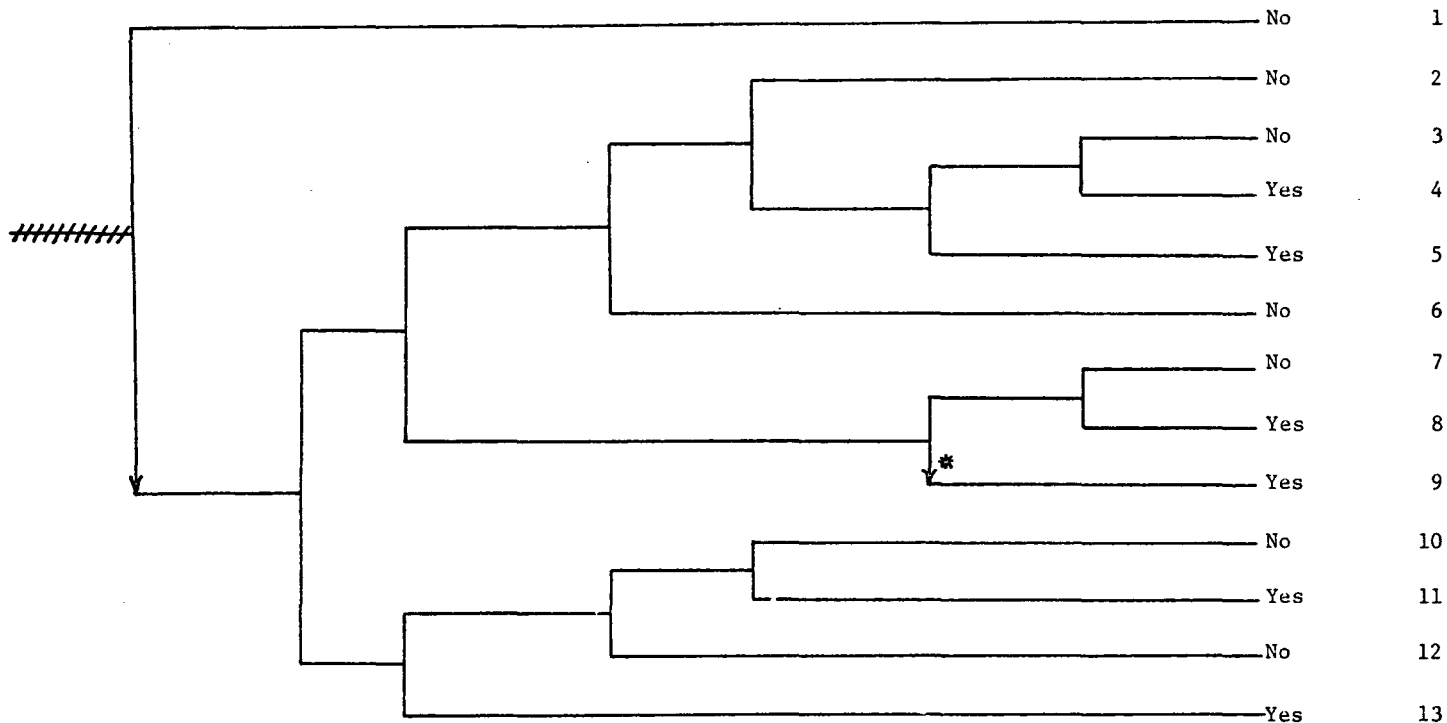 No 1
No 2
No 3
Yes 4
Yes 5
No 6
No 7
Yes 8
*
Yes 9
No 10
Yes 11
No 12
Yes 13